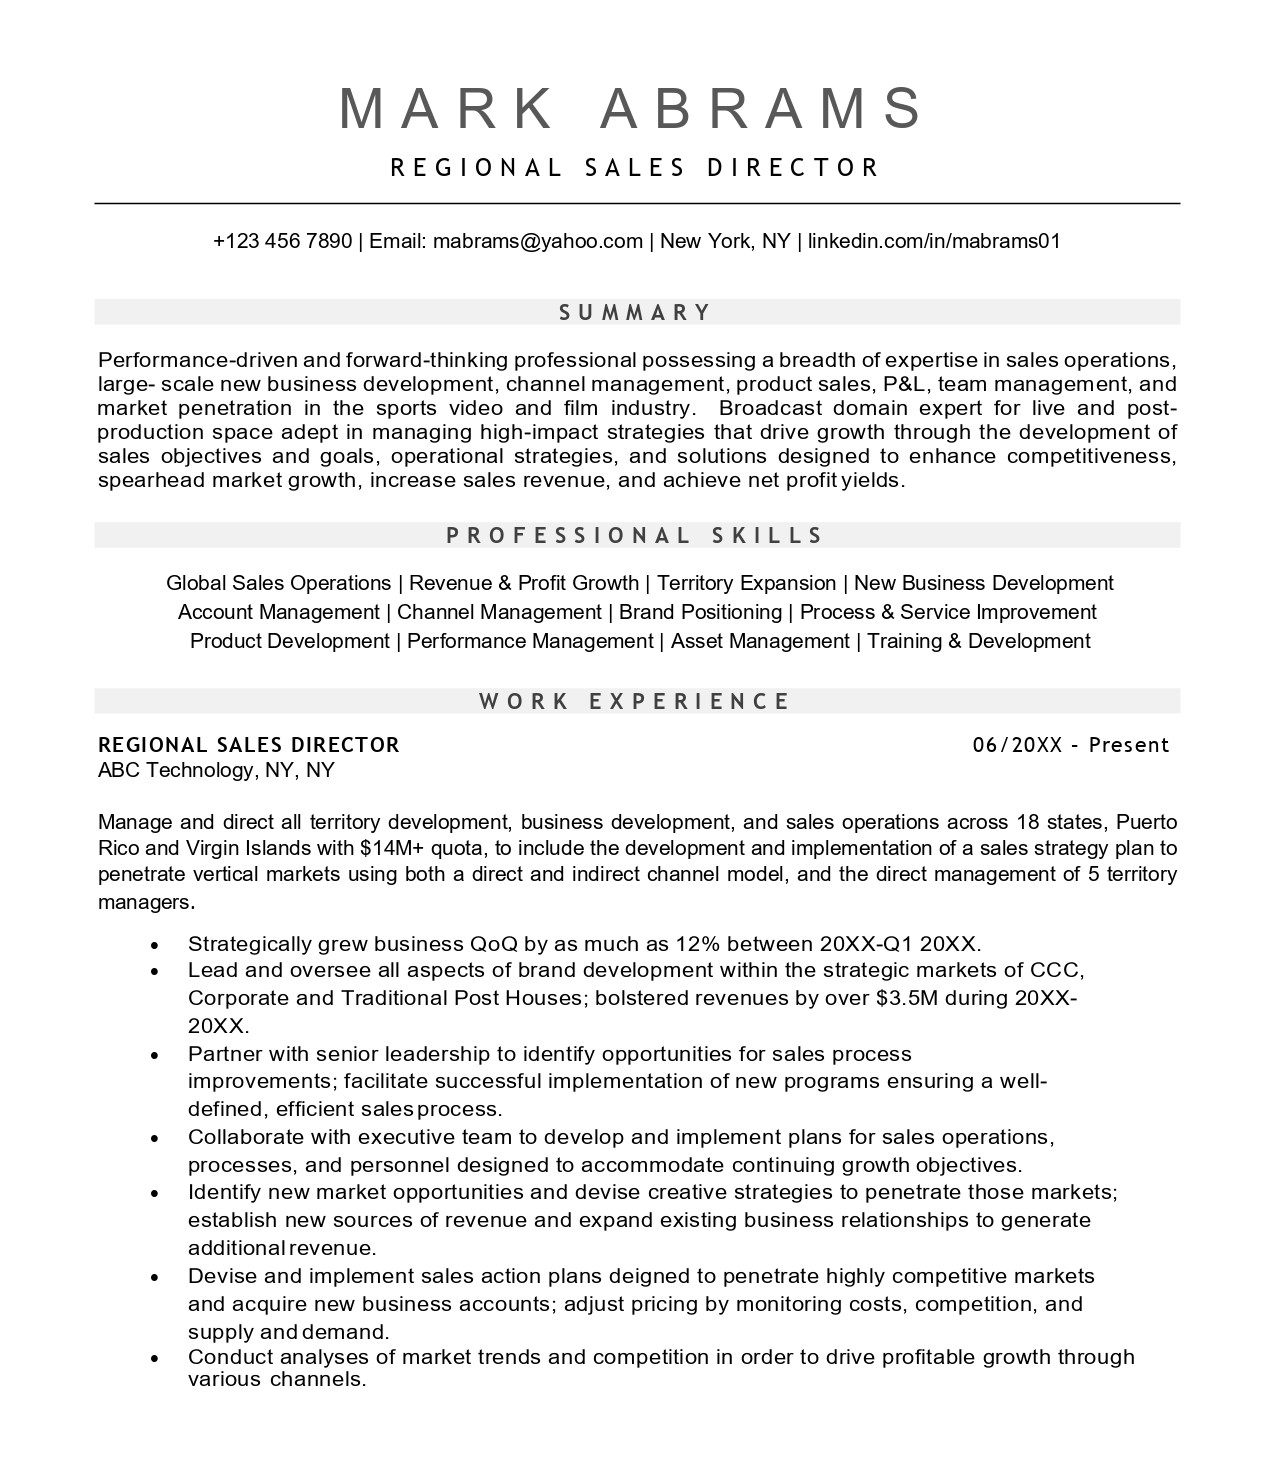 MARK ABRAMS
REGIONAL SALES DIRECTOR
+123 456 7890 | Email: mabrams@yahoo.com | New York, NY | linkedin.com/in/mabrams01
SUMMARY
Performance-driven and forward-thinking professional possessing a breadth of expertise in sales operations,
large- scale new business development, channel management, product sales, P&L, team management, and
market penetration in the sports video and film industry. Broadcast domain expert for live and post-
production space adept in managing high-impact strategies that drive growth through the development of
sales objectives and goals, operational strategies, and solutions designed to enhance competitiveness,
spearhead market growth, increase sales revenue, and achieve net profit yields.
PROFESSIONAL SKILLS
Global Sales Operations | Revenue & Profit Growth | Territory Expansion | New Business Development
Account Management | Channel Management | Brand Positioning | Process & Service Improvement
Product Development | Performance Management | Asset Management | Training & Development
WORK EXPERIENCE
REGIONAL SALES DIRECTOR 06/20XX - Present
ABC Technology, NY, NY
Manage and direct all territory development, business development, and sales operations across 18 states, Puerto
Rico and Virgin Islands with $14M+ quota, to include the development and implementation of a sales strategy plan to
penetrate vertical markets using both a direct and indirect channel model, and the direct management of 5 territory
managers.
• Strategically grew business QoQ by as much as 12% between 20XX-Q1 20XX.
• Lead and oversee all aspects of brand development within the strategic markets of CCC,
Corporate and Traditional Post Houses; bolstered revenues by over $3.5M during 20XX-
20XX.
• Partner with senior leadership to identify opportunities for sales process
improvements; facilitate successful implementation of new programs ensuring a well-
defined, efficient sales process.
• Collaborate with executive team to develop and implement plans for sales operations,
processes, and personnel designed to accommodate continuing growth objectives.
• Identify new market opportunities and devise creative strategies to penetrate those markets;
establish new sources of revenue and expand existing business relationships to generate
additional revenue.
• Devise and implement sales action plans deigned to penetrate highly competitive markets
and acquire new business accounts; adjust pricing by monitoring costs, competition, and
supply and demand.
• Conduct analyses of market trends and competition in order to drive profitable growth through
various channels.